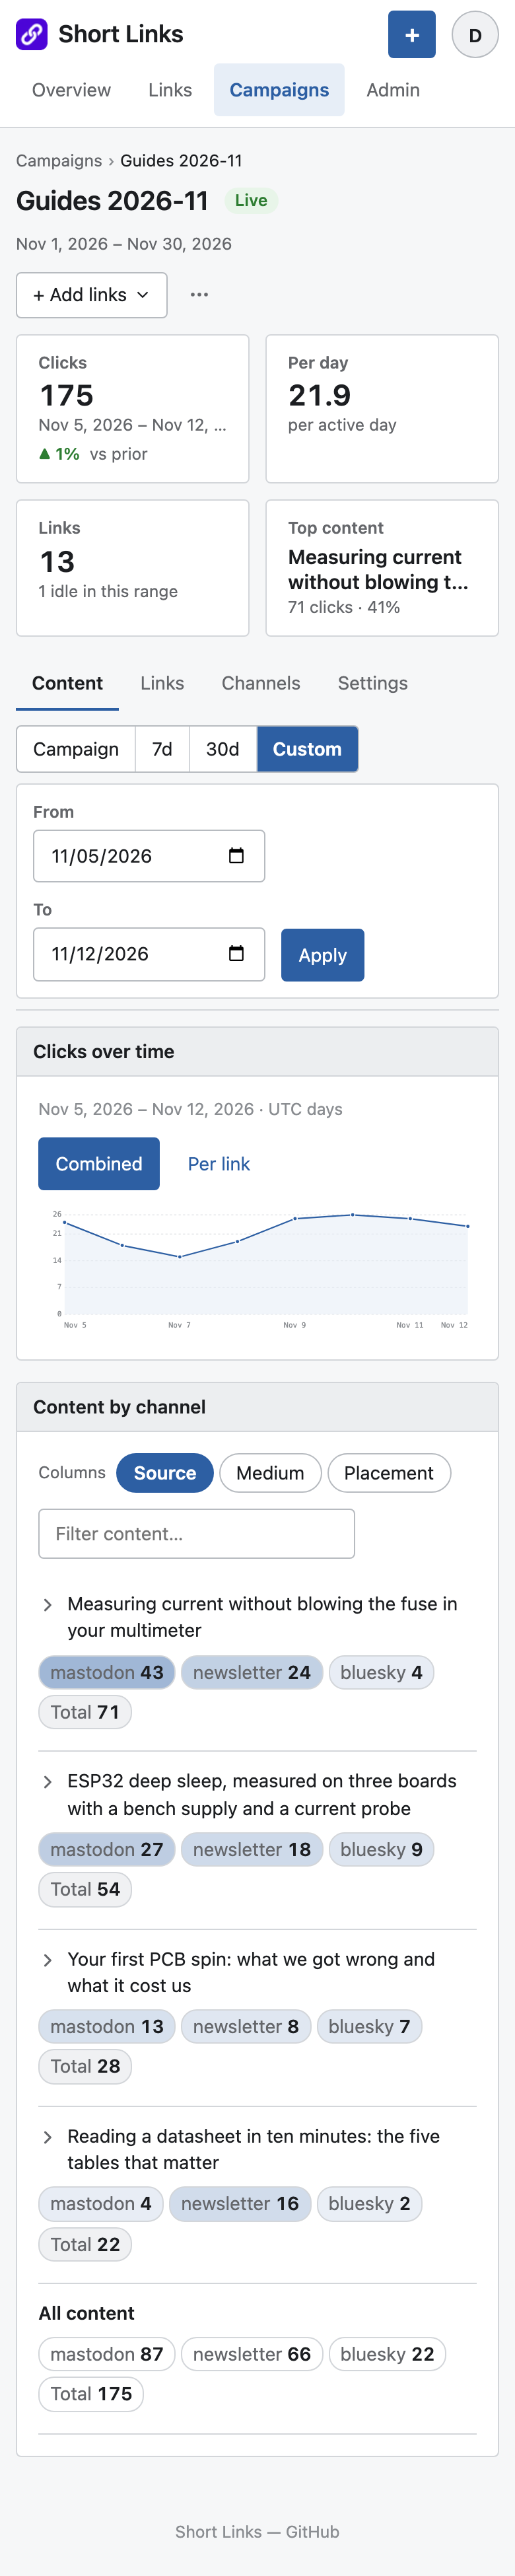 Short Links
+
D
Overview
Links
Campaigns
Admin
Campaigns › Guides 2026-11
Guides 2026-11
Live
Nov 1, 2026 – Nov 30, 2026
+ Add links
···
Clicks
175
Nov 5, 2026 – Nov 12, ...
▲ 1% vs prior
Per day
21.9
per active day
Links
13
1 idle in this range
Top content
Measuring current
without blowing t...
71 clicks · 41%
Content
Links
Channels
Settings
Campaign
7d
30d
Custom
From
11/05/2026
To
11/12/2026
Apply
Clicks over time
Nov 5, 2026 – Nov 12, 2026 · UTC days
Combined
Per link
26
21
14
7
0
Nov 5
Nov 7
Nov 9
Nov 11
Nov 12
Content by channel
Columns
Source
Medium
Placement
Filter content...
Measuring current without blowing the fuse in
your multimeter
mastodon 43
newsletter 24
bluesky 4
Total 71
ESP32 deep sleep, measured on three boards
with a bench supply and a current probe
mastodon 27
newsletter 18
bluesky 9
Total 54
Your first PCB spin: what we got wrong and
what it cost us
mastodon 13
newsletter 8
bluesky 7
Total 28
Reading a datasheet in ten minutes: the five
tables that matter
mastodon 4
newsletter 16
bluesky 2
Total 22
All content
mastodon 87
newsletter 66
bluesky 22
Total 175
Short Links — GitHub